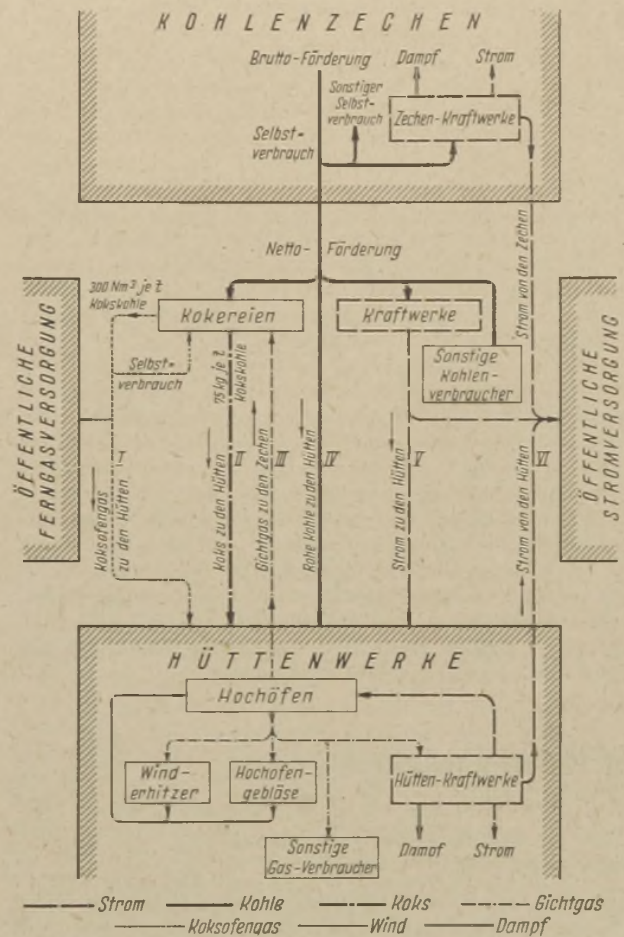 KOHLENZECHEN
Brutto-Förderung
Dampf
Strom
Sonstiger
Selbst-
verbrauch
Zechen-Kraftwerke
Selbst-
verbrauch
Netto-Förderung
Strom von den Zechen
300 Nm³ je t
Kokskohle
Kokereien
Kraftwerke
Selbst-
verbrauch
75kg je t
Kokskohle
Sonstige
Kohlen-
verbraucher
ÖFFENTLICHE
FERNGASVERSORGUNG
ÖFFENTLICHE
STROMVERSORGUNG
Koksofengas
zu den Hütten
I
Koks zu den Hütten
II
Gichtgas zu den Zechen
III
Rohe Kohle zu den Hütten
IV
Strom zu den Hütten
V
Strom von den Hütten
VI
HÜTTENWERKE
Hochöfen
Wind-
erhitzer
Hochofen-
gebläse
Hütten-Kraftwerke
Sonstige
Gas-Verbraucher
Dampf
Strom
Strom Kohle Koks Gichtgas
Koksofengas Wind Dampf